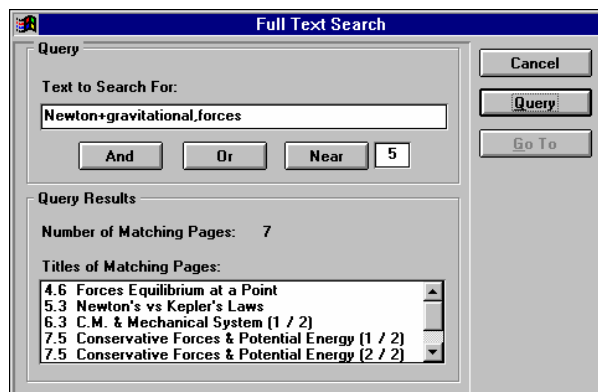 Full Text Search
Query
Text to Search For:
Newton+gravitational,forces
And Or Near 5
Cancel
Query
Go To
Query Results
Number of Matching Pages: 7
Titles of Matching Pages:
4.6 Forces Equilibrium at a Point
5.3 Newton's vs Kepler's Laws
6.3 C.M. & Mechanical System (1 / 2)
7.5 Conservative Forces & Potential Energy (1 / 2)
7.5 Conservative Forces & Potential Energy (2 / 2)